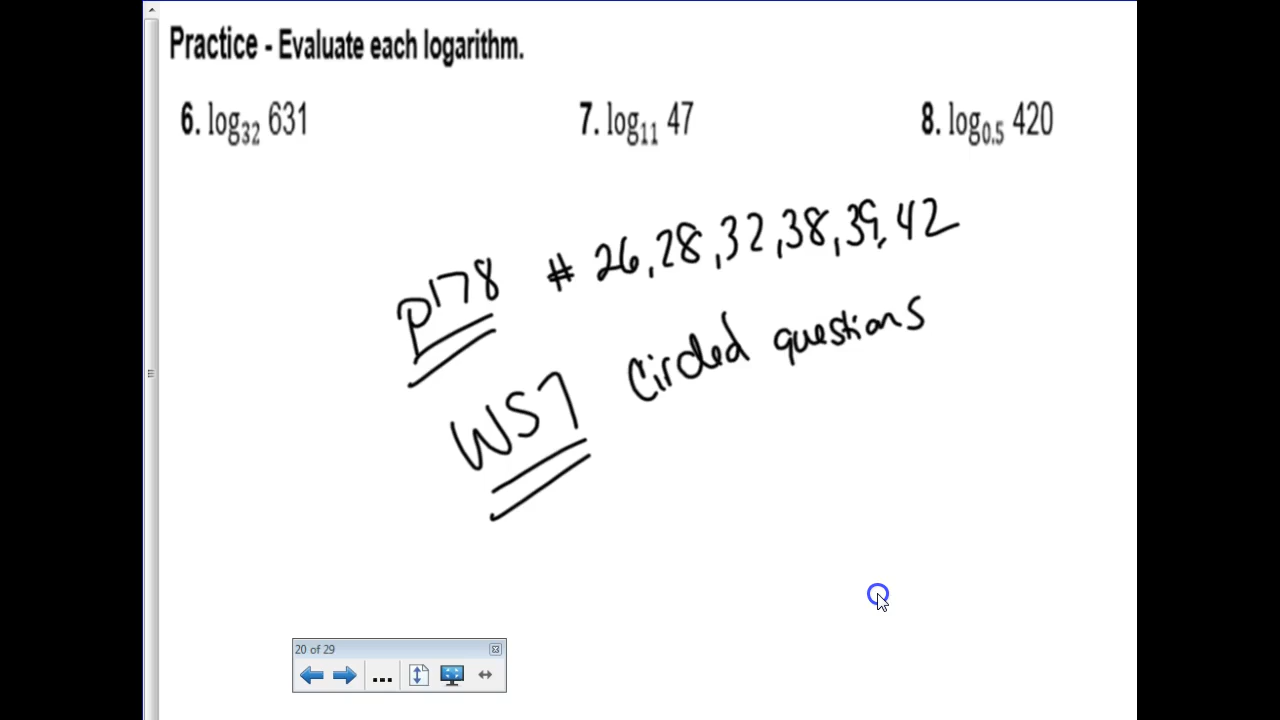 Practice - Evaluate each logarithm.
6. log₃₂ 631 7. log₁₁ 47 8. log₀.₅ 420
p178 # 26, 28, 32, 38, 39, 42
WS7 Circled questions
20 of 29